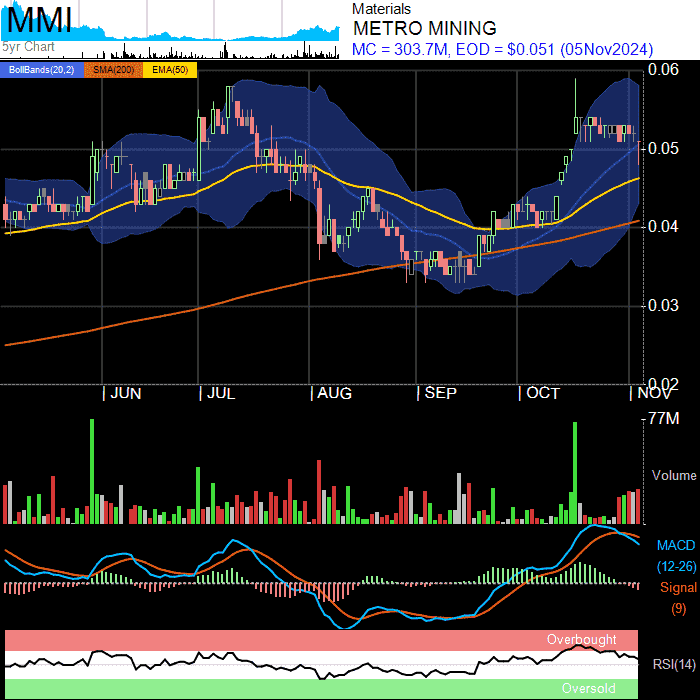 MMI
5yr Chart
Materials
METRO MINING
MC = 303.7M, EOD = $0.051 (05Nov2024)
BollBands(20,2) SMA(200) EMA(50)
0.06
0.05
0.04
0.03
0.02
JUN JUL AUG SEP OCT NOV
77M
Volume
MACD
(12-26)
Signal
(9)
Overbought
RSI(14)
Oversold